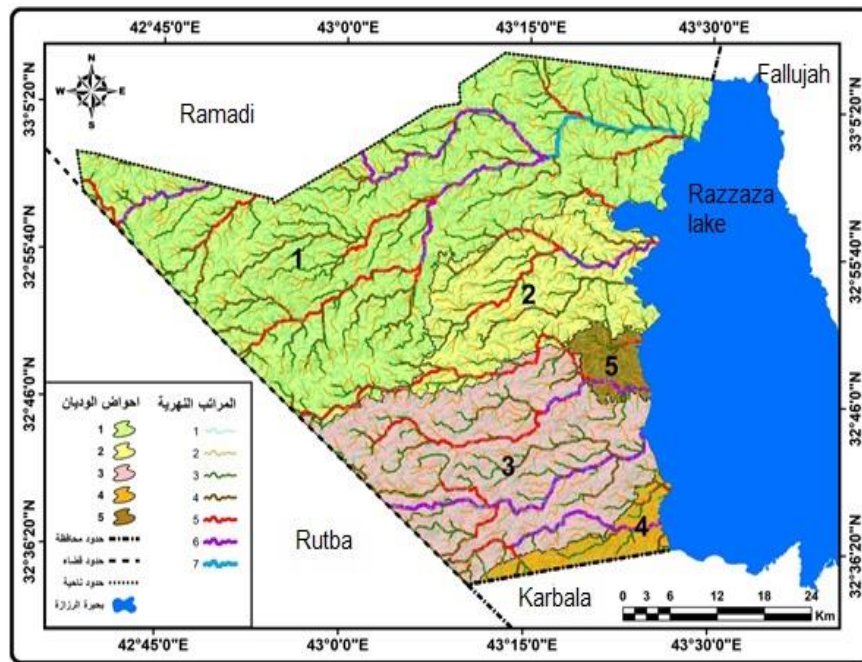 42°45'0"E 43°0'0"E 43°15'0"E 43°30'0"E
N
W E
S
33°5'20"N
32°55'40"N
32°46'0"N
32°36'20"N
33°5'20"N
32°55'40"N
32°46'0"N
32°36'20"N
Ramadi
Fallujah
Razzaza
lake
1
2
5
3
4
Rutba
Karbala
احواض الوديان
1
2
3
4
5
حدود محافظة
حدود قضاء
حدود ناحية
بحيرة الرزازة
المراتب النهرية
1
2
3
4
5
6
7
0 3 6 12 18 24
Km
42°45'0"E 43°0'0"E 43°15'0"E 43°30'0"E